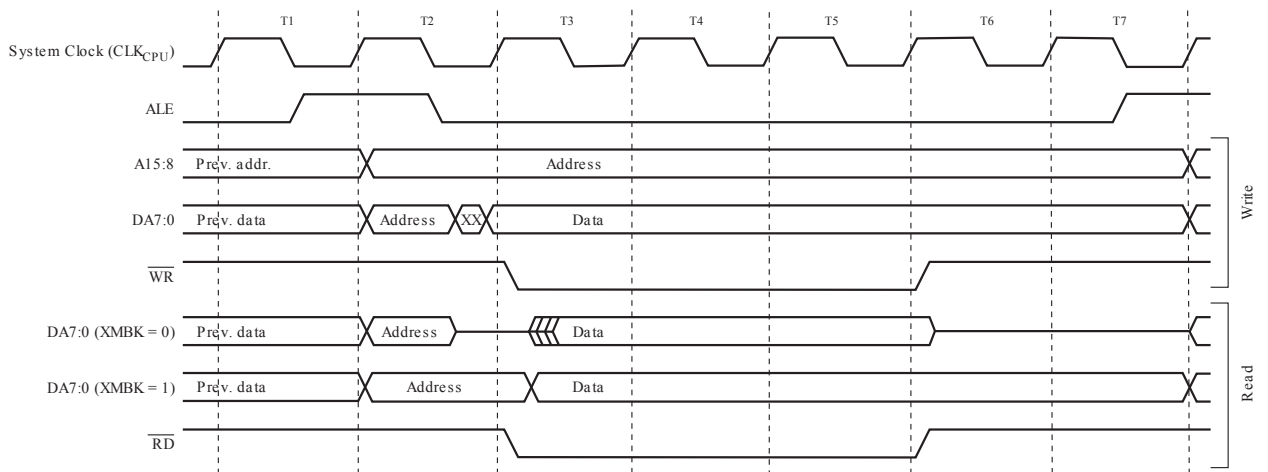 T1 T2 T3 T4 T5 T6 T7
System Clock (CLKCPU)
ALE
A15:8 Prev. addr. Address
DA7:0 Prev. data Address XX Data
WR
Write
DA7:0 (XMBK = 0) Prev. data Address Data
DA7:0 (XMBK = 1) Prev. data Address Data
RD
Read